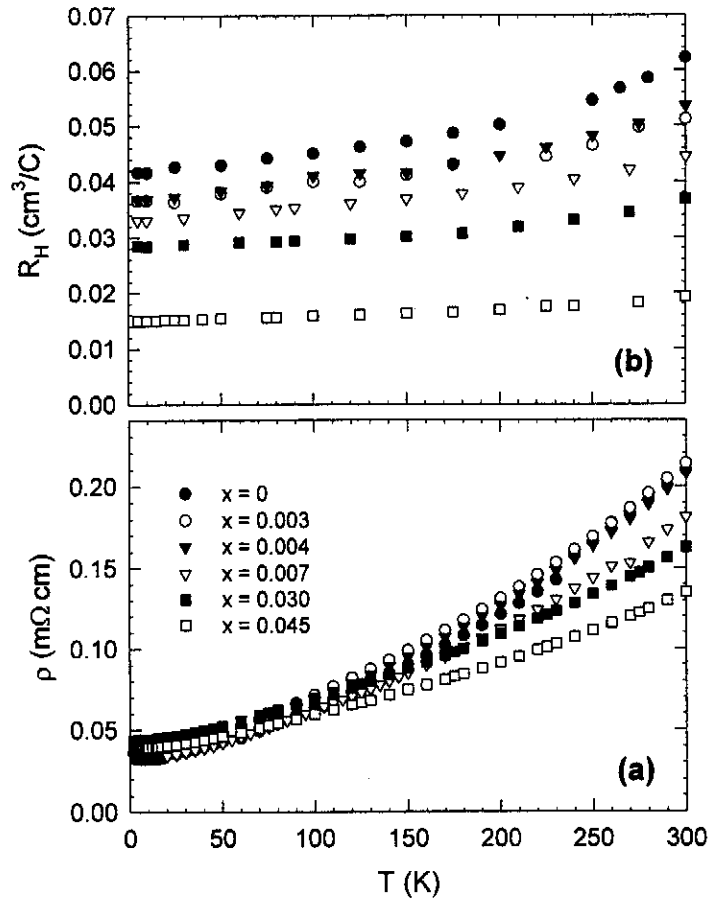 0.07
0.06
0.05
0.04
0.03
0.02
0.01
0.00
R_H (cm³/C)
(b)
0.20
0.15
0.10
0.05
0.00
ρ (mΩ cm)
x = 0
x = 0.003
x = 0.004
x = 0.007
x = 0.030
x = 0.045
(a)
0 50 100 150 200 250 300
T (K)